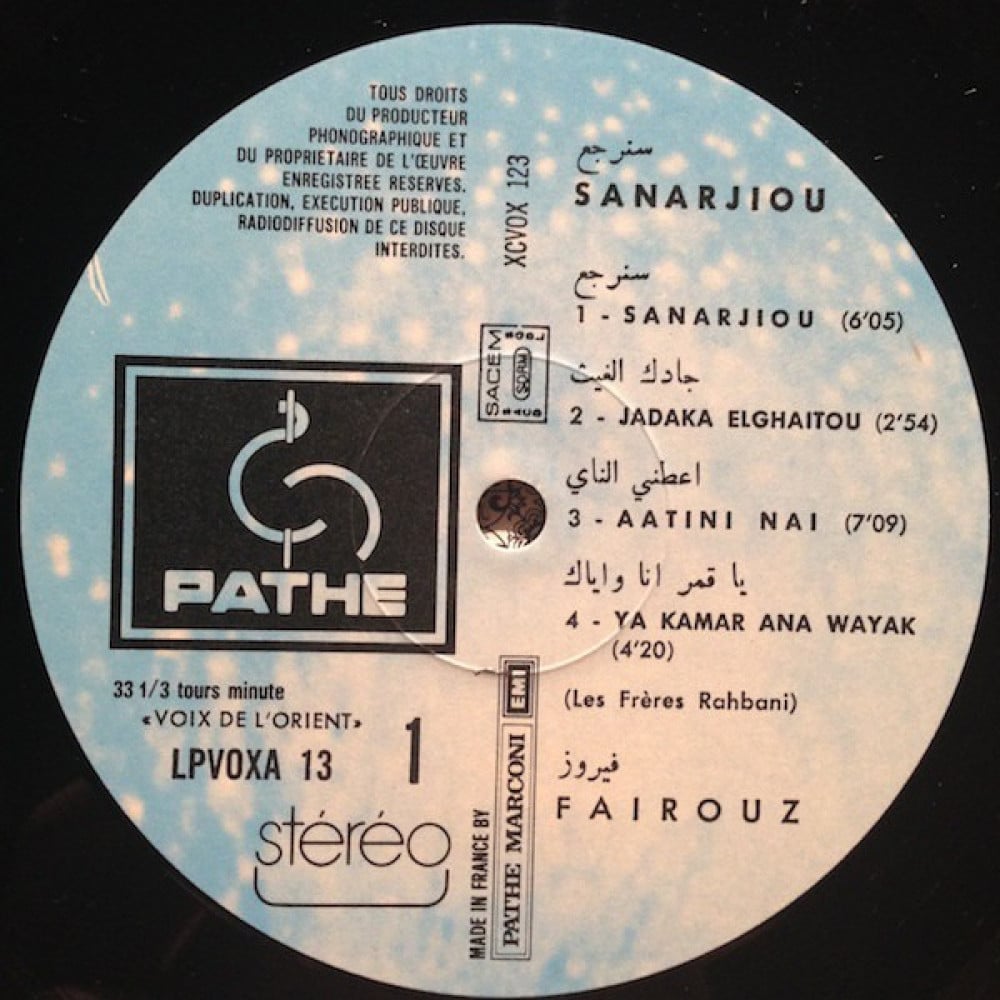 TOUS DROITS
DU PRODUCTEUR
PHONOGRAPHIQUE ET
DU PROPRIETAIRE DE L'ŒUVRE
ENREGISTREE RESERVES.
DUPLICATION, EXECUTION PUBLIQUE,
RADIODIFFUSION DE CE DISQUE
INTERDITES.
XCVOX 123
SACEM
SDRM
PATHE
33 1/3 tours minute
«VOIX DE L'ORIENT»
LPVOXA 13
1
stéréo
MADE IN FRANCE BY
PATHE MARCONI
EMI
سنرجع
SANARJIOU
سنرجع
1 - SANARJIOU (6'05)
جادك الغيث
2 - JADAKA ELGHAITOU (2'54)
اعطني الناي
3 - AATINI NAI (7'09)
يا قمر انا واياك
4 - YA KAMAR ANA WAYAK
(4'20)
(Les Frères Rahbani)
فيروز
FAIROUZ